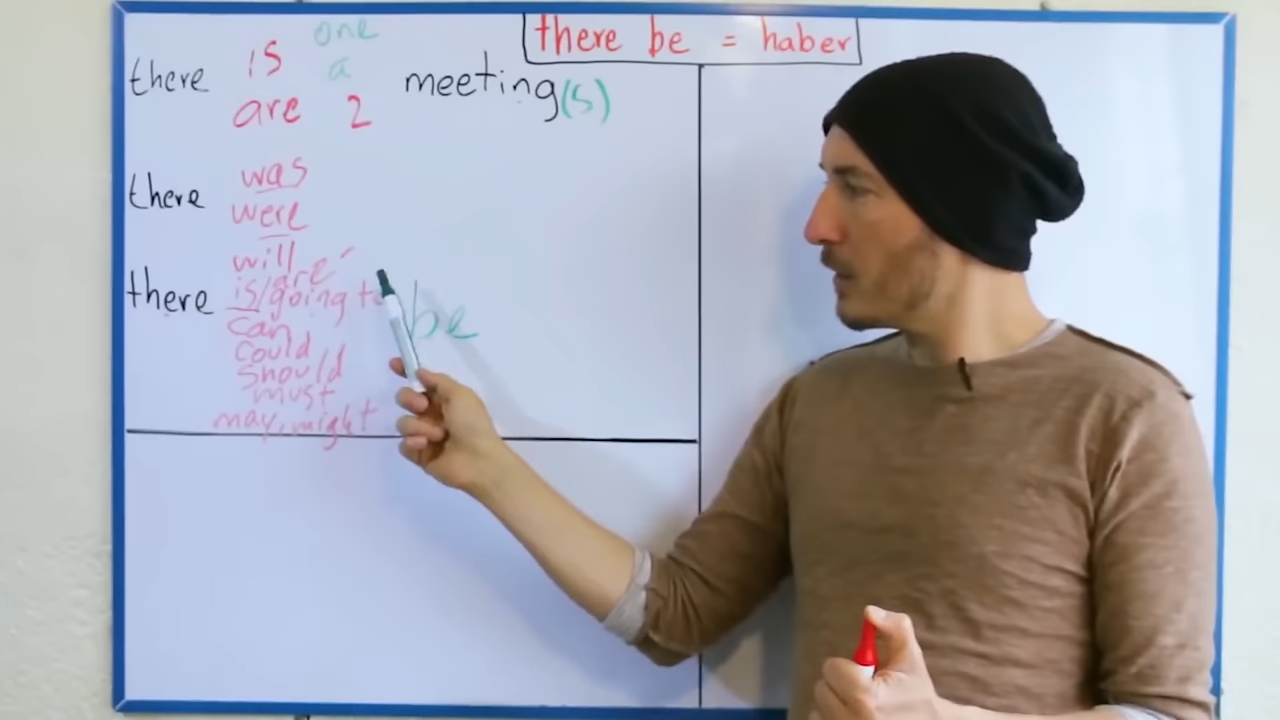 there be = haber
one
there is a meeting(s)
are 2
there was
were
will
are
there is/going to be
can
could
should
must
may, might